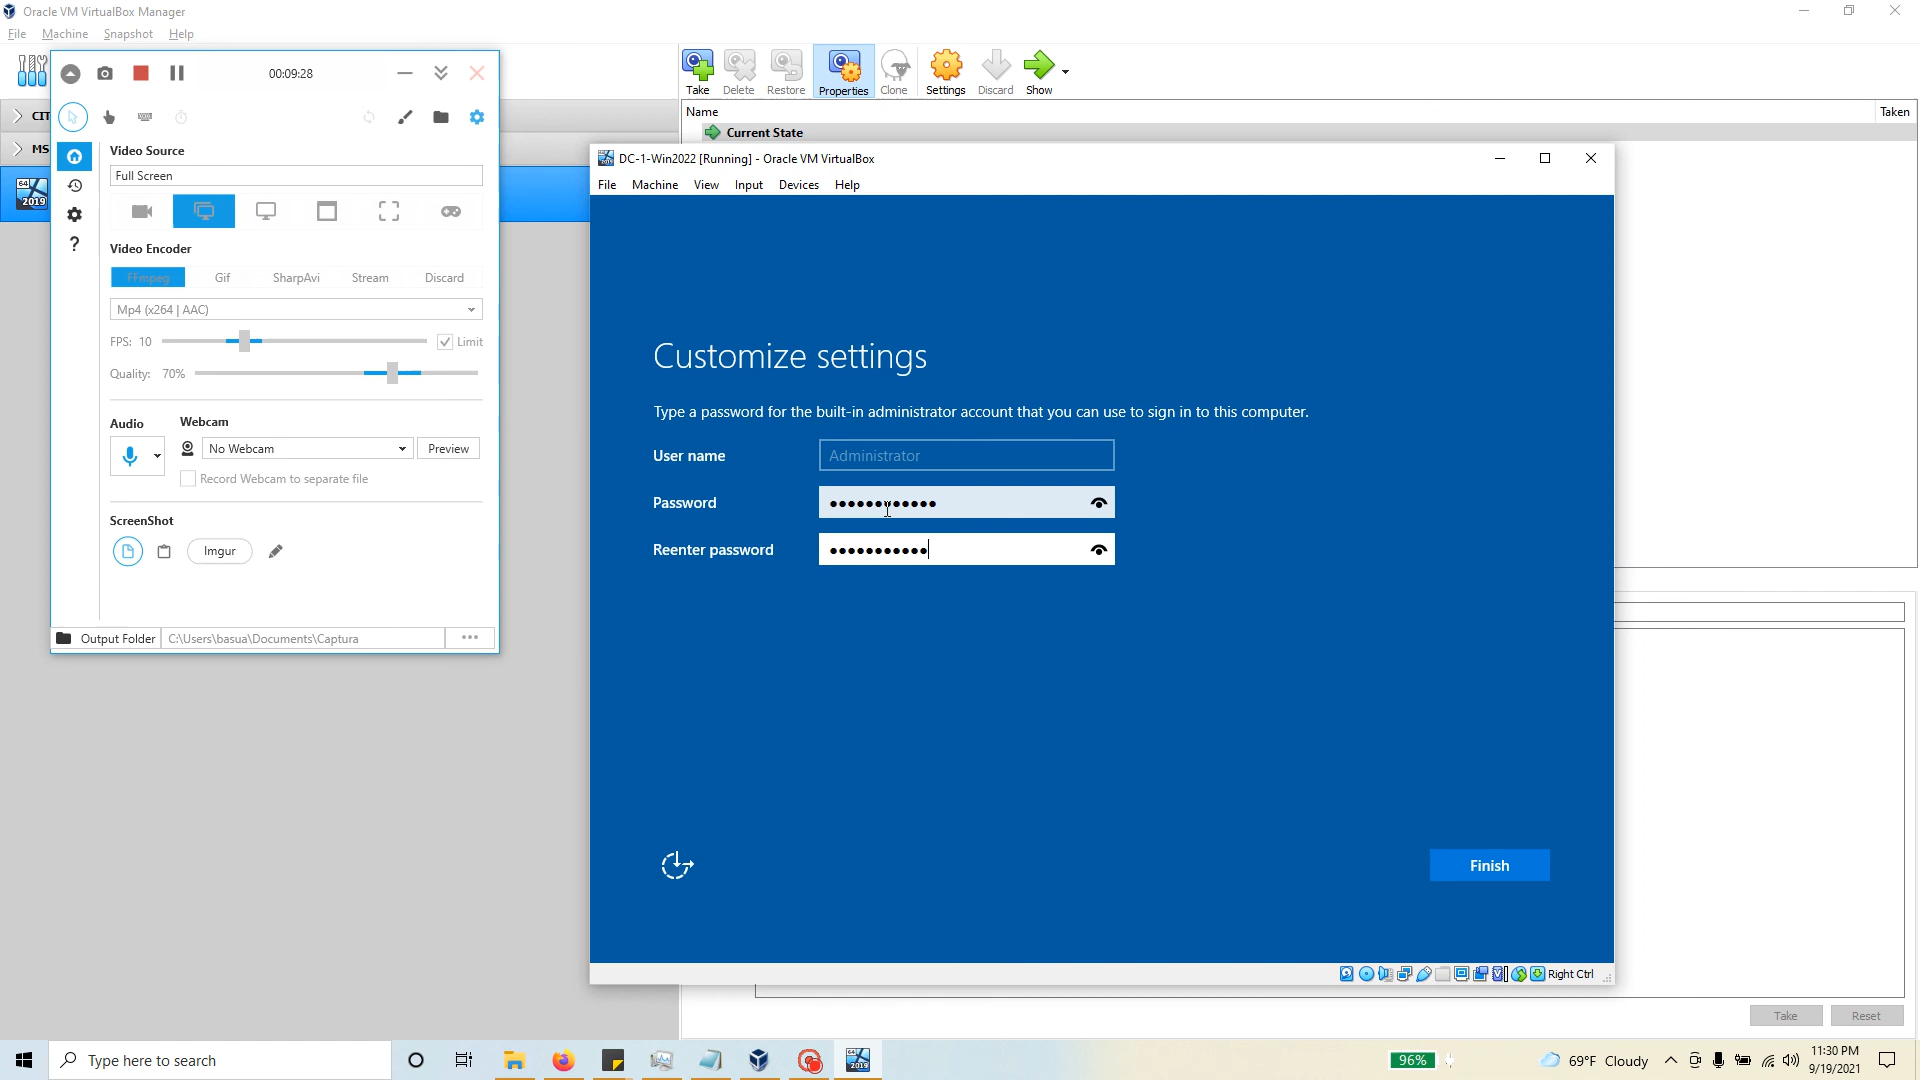 Oracle VM VirtualBox Manager
File Machine Snapshot Help
00:09:28
Take Delete Restore Properties Clone Settings Discard Show
Name Taken
Current State
CIT
MS
64
2019
Video Source
Full Screen
Video Encoder
FFmpeg Gif SharpAvi Stream Discard
Mp4 (x264 | AAC)
FPS: 10 Limit
Quality: 70%
Audio Webcam
No Webcam Preview
Record Webcam to separate file
ScreenShot
Imgur
Output Folder C:\Users\basua\Documents\Captura ...
DC-1-Win2022 [Running] - Oracle VM VirtualBox
File Machine View Input Devices Help
Customize settings
Type a password for the built-in administrator account that you can use to sign in to this computer.
User name Administrator
Password ●●●●●●●●●●●●
Reenter password ●●●●●●●●●●●
Finish
Right Ctrl
Take Reset
Type here to search
96%
69°F Cloudy
11:30 PM
9/19/2021